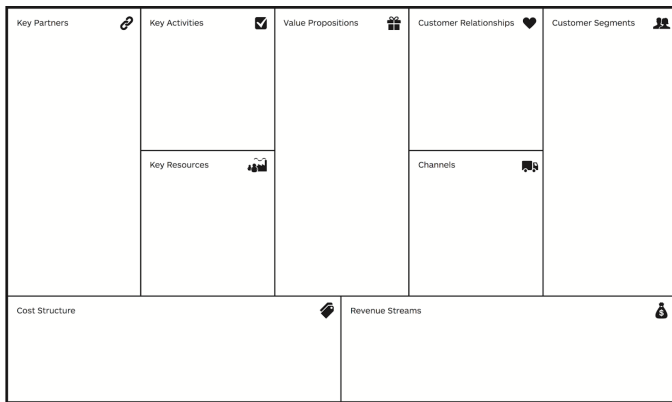 Key Partners
Key Activities
Value Propositions
Customer Relationships
Customer Segments
Key Resources
Channels
Cost Structure
Revenue Streams
$